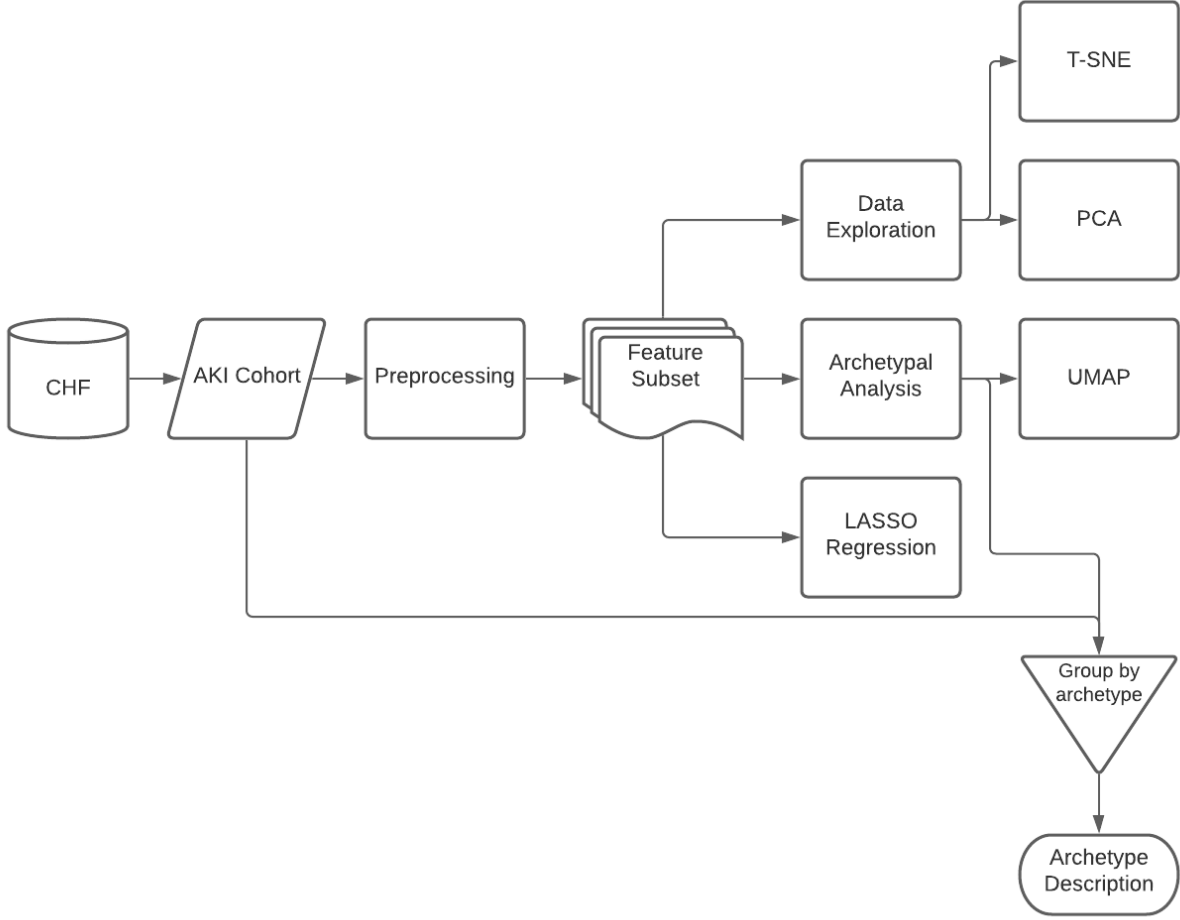 T-SNE
Data
Exploration
PCA
CHF
AKI Cohort
Preprocessing
Feature
Subset
Archetypal
Analysis
UMAP
LASSO
Regression
Group by
archetype
Archetype
Description